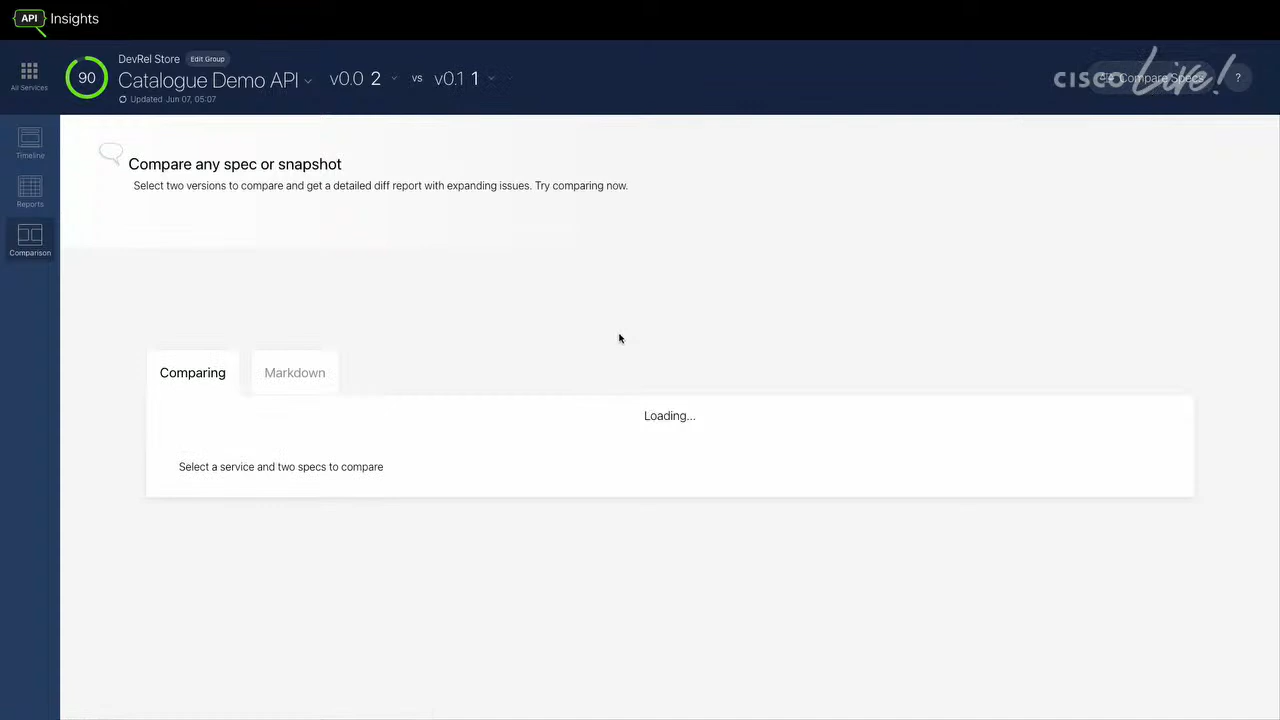 API Insights
All Services
90
DevRel Store Edit Group
Catalogue Demo API v0.0 2 vs v0.1 1
Updated Jun 07, 05:07
CISCO Live!
Compare Specs ?
Timeline
Reports
Comparison
Compare any spec or snapshot
Select two versions to compare and get a detailed diff report with expanding issues. Try comparing now.
Comparing Markdown
Loading...
Select a service and two specs to compare